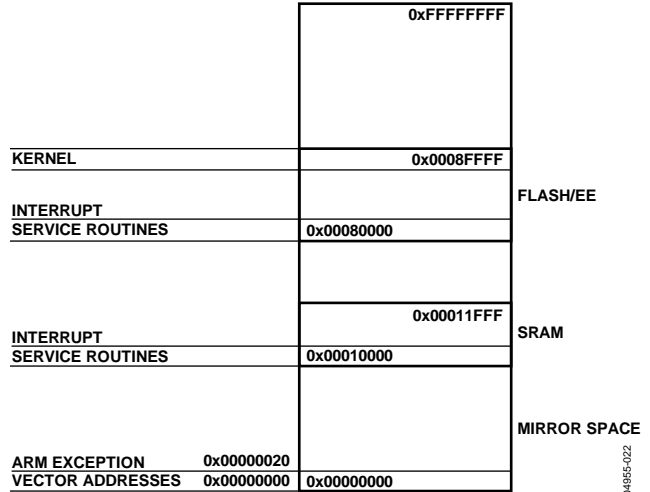 0xFFFFFFFF
KERNEL 0x0008FFFF
FLASH/EE
INTERRUPT
SERVICE ROUTINES 0x00080000
0x00011FFF
SRAM
INTERRUPT
SERVICE ROUTINES 0x00010000
MIRROR SPACE
ARM EXCEPTION 0x00000020
VECTOR ADDRESSES 0x00000000 0x00000000
04955-022